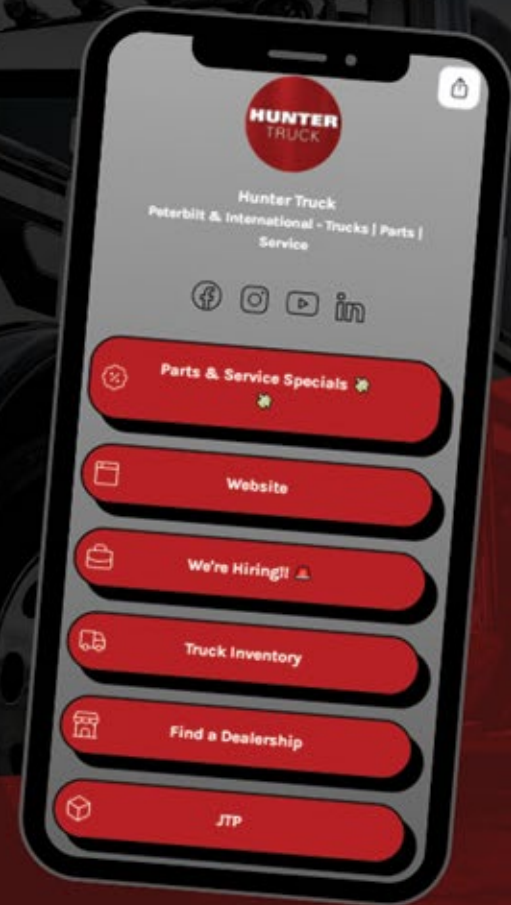 HUNTER
TRUCK
Hunter Truck
Peterbilt & International - Trucks | Parts |
Service
Parts & Service Specials 💸
💸
Website
We're Hiring!! 🚨
Truck Inventory
Find a Dealership
JTP